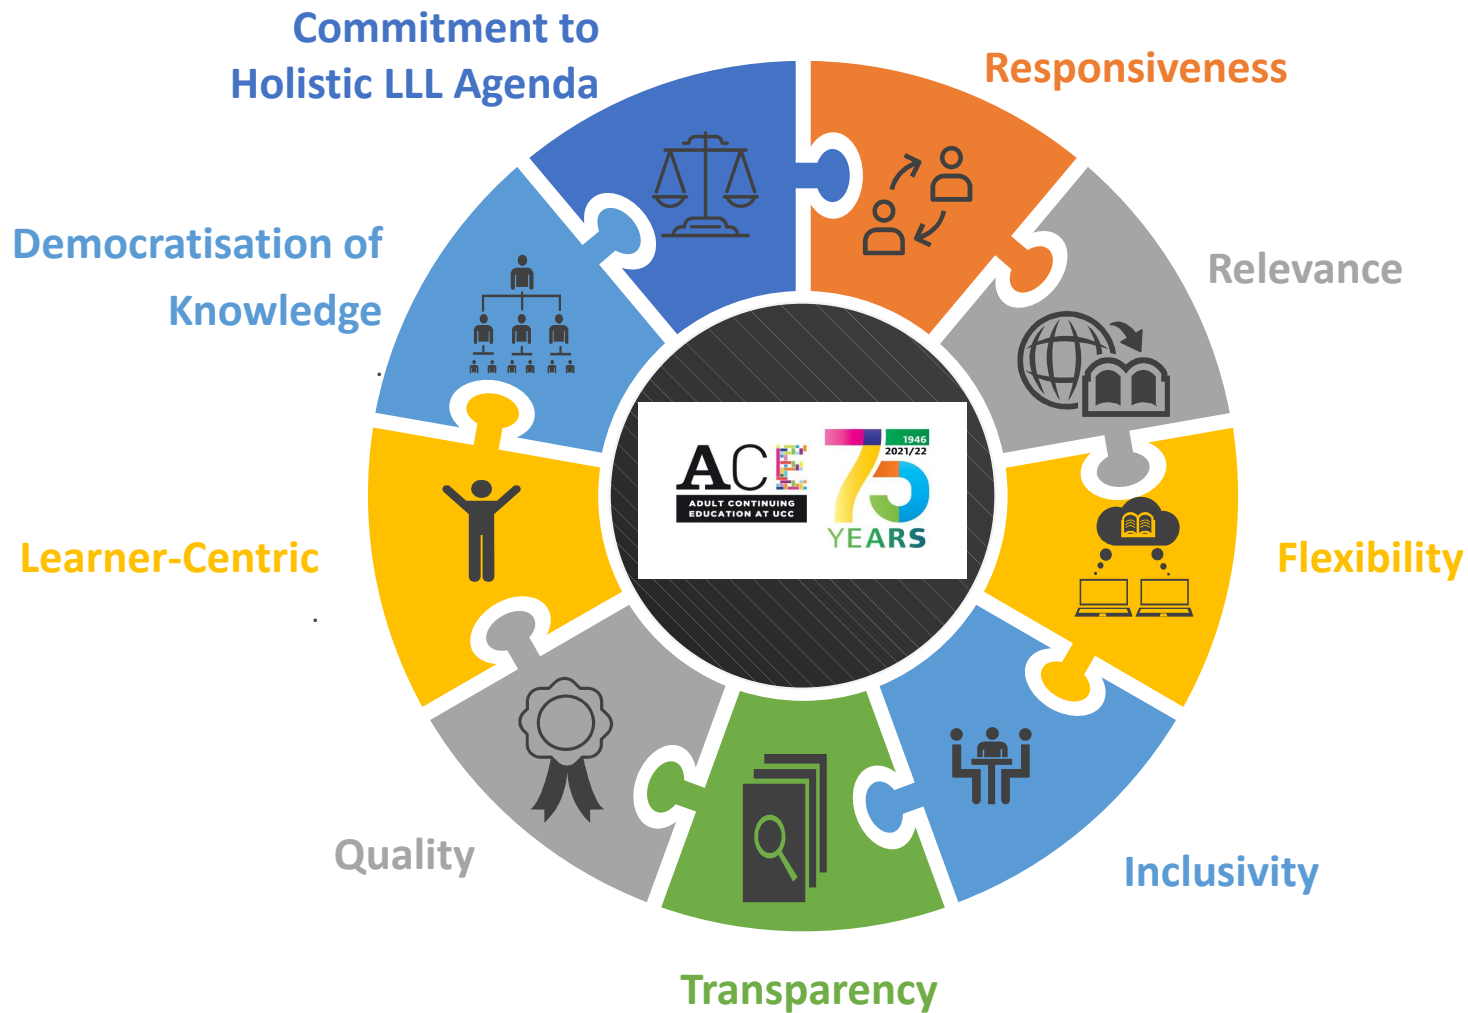 Commitment to
Holistic LLL Agenda
Responsiveness
Democratisation of
Knowledge
.
Relevance
Learner-Centric
.
Flexibility
ACE
ADULT CONTINUING
EDUCATION AT UCC
75
1946
2021/22
YEARS
Quality
Inclusivity
Transparency